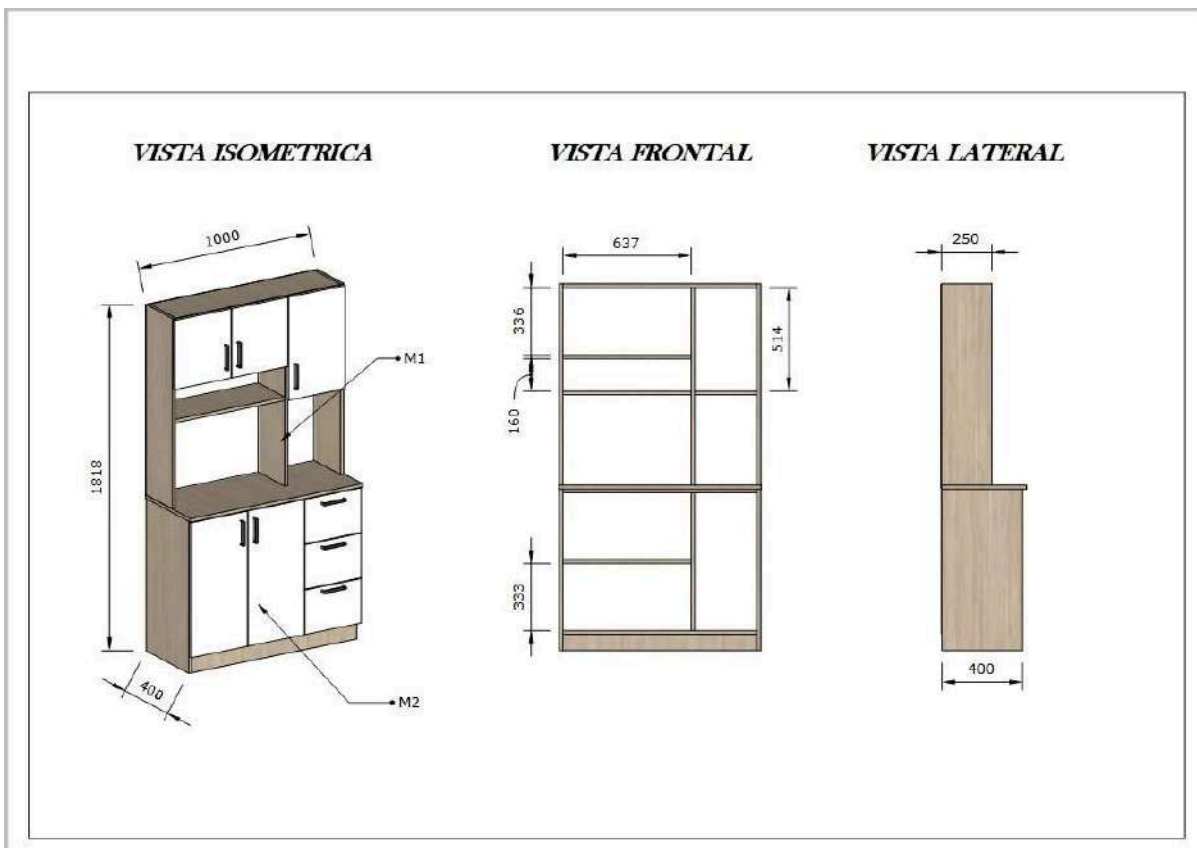 VISTA ISOMETRICA
VISTA FRONTAL
VISTA LATERAL
1000
1818
400
M1
M2
637
336
160
514
333
250
400